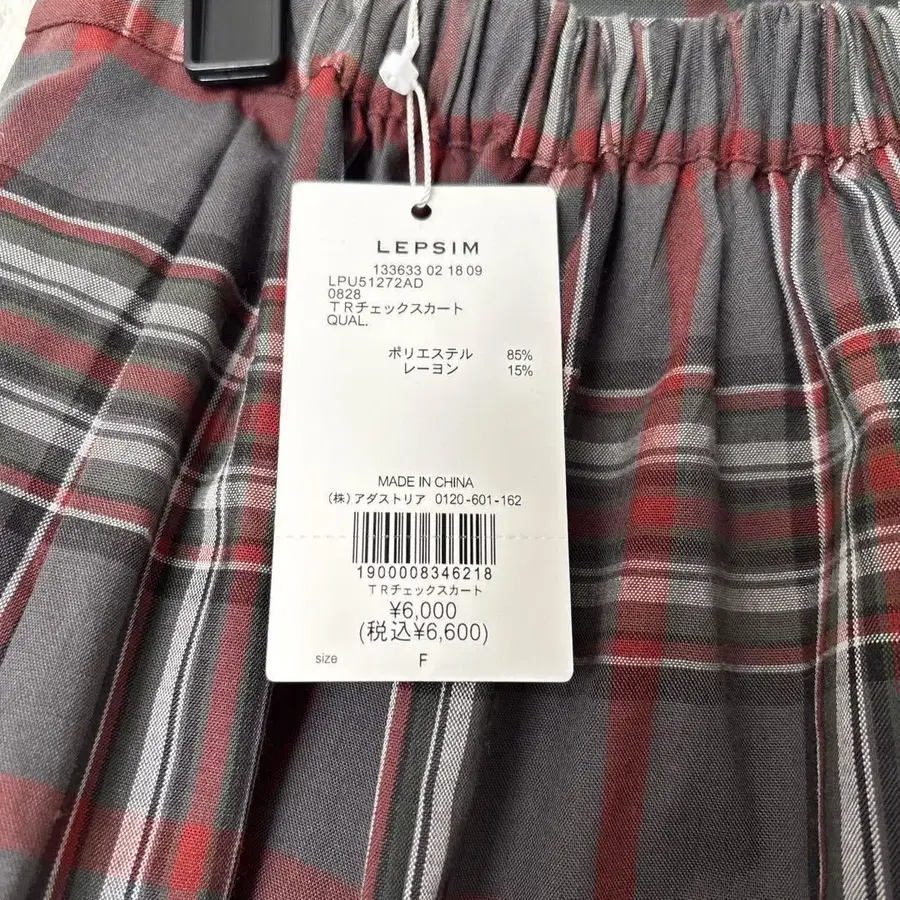 LEPSIM
133633 02 18 09
LPU51272AD
0828
TRチェックスカート
QUAL.
ポリエステル 85%
レーヨン 15%
MADE IN CHINA
(株)アダストリア 0120-601-162
1900008346218
TRチェックスカート
¥6,000
(税込¥6,600)
size F